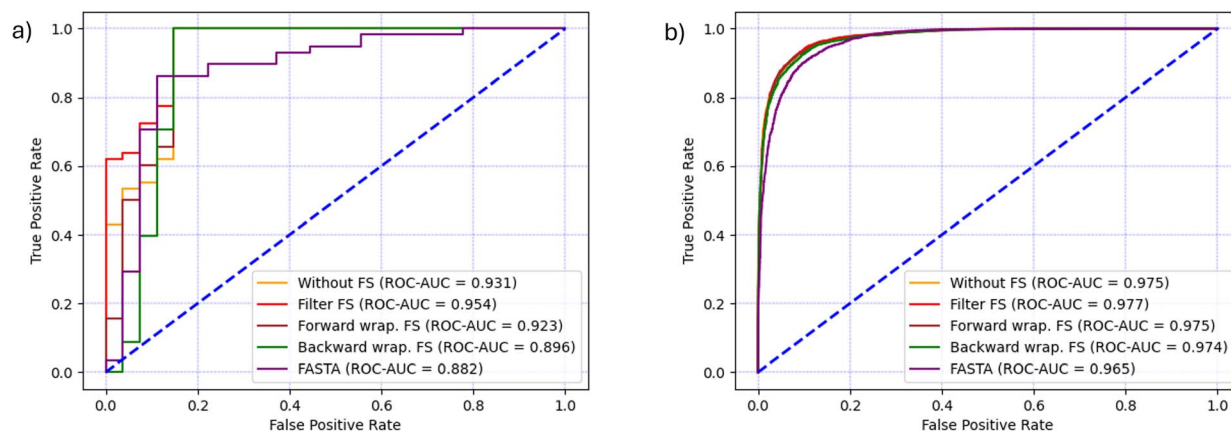 a)
True Positive Rate
1.0
0.8
0.6
0.4
0.2
0.0
0.0 0.2 0.4 0.6 0.8 1.0
False Positive Rate
Without FS (ROC-AUC = 0.931)
Filter FS (ROC-AUC = 0.954)
Forward wrap. FS (ROC-AUC = 0.923)
Backward wrap. FS (ROC-AUC = 0.896)
FASTA (ROC-AUC = 0.882)
b)
True Positive Rate
1.0
0.8
0.6
0.4
0.2
0.0
0.0 0.2 0.4 0.6 0.8 1.0
False Positive Rate
Without FS (ROC-AUC = 0.975)
Filter FS (ROC-AUC = 0.977)
Forward wrap. FS (ROC-AUC = 0.975)
Backward wrap. FS (ROC-AUC = 0.974)
FASTA (ROC-AUC = 0.965)